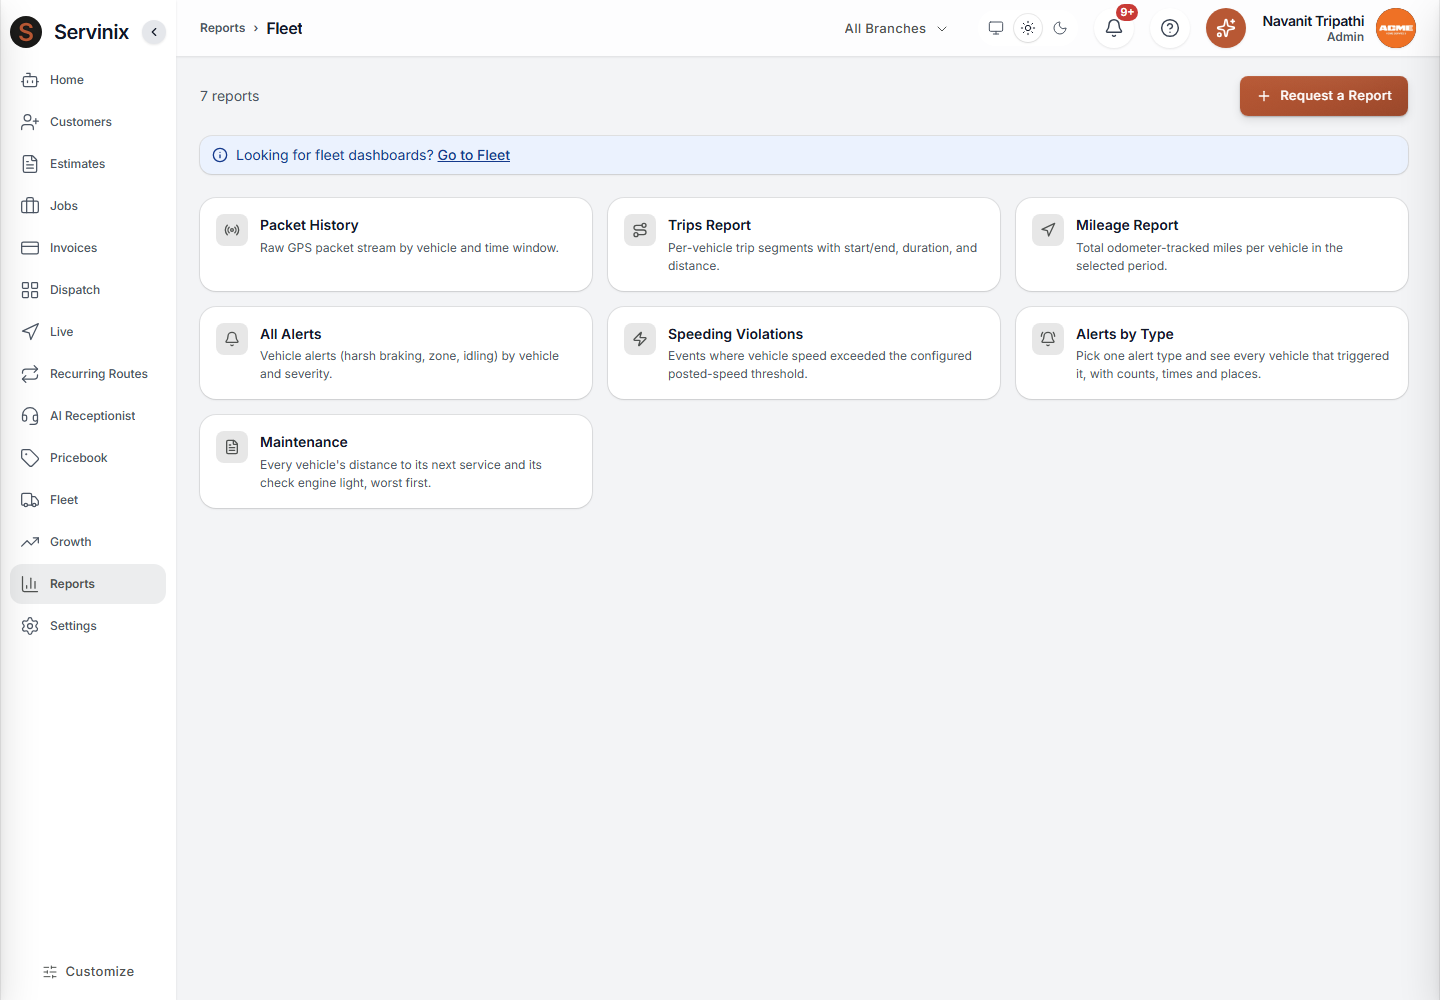 S Servinix
Home
Customers
Estimates
Jobs
Invoices
Dispatch
Live
Recurring Routes
AI Receptionist
Pricebook
Fleet
Growth
Reports
Settings
Customize
Reports › Fleet
All Branches
9+
Navanit Tripathi
Admin
ACME
7 reports
+ Request a Report
Looking for fleet dashboards? Go to Fleet
Packet History
Raw GPS packet stream by vehicle and time window.
Trips Report
Per-vehicle trip segments with start/end, duration, and
distance.
Mileage Report
Total odometer-tracked miles per vehicle in the
selected period.
All Alerts
Vehicle alerts (harsh braking, zone, idling) by vehicle
and severity.
Speeding Violations
Events where vehicle speed exceeded the configured
posted-speed threshold.
Alerts by Type
Pick one alert type and see every vehicle that triggered
it, with counts, times and places.
Maintenance
Every vehicle's distance to its next service and its
check engine light, worst first.